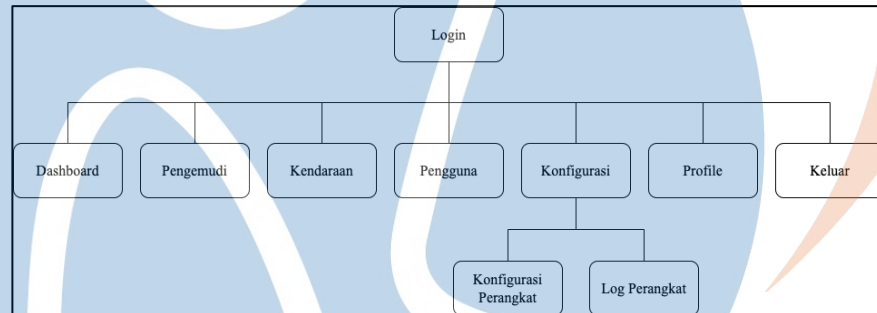 Login
Dashboard
Pengemudi
Kendaraan
Pengguna
Konfigurasi
Profile
Keluar
Konfigurasi
Perangkat
Log Perangkat